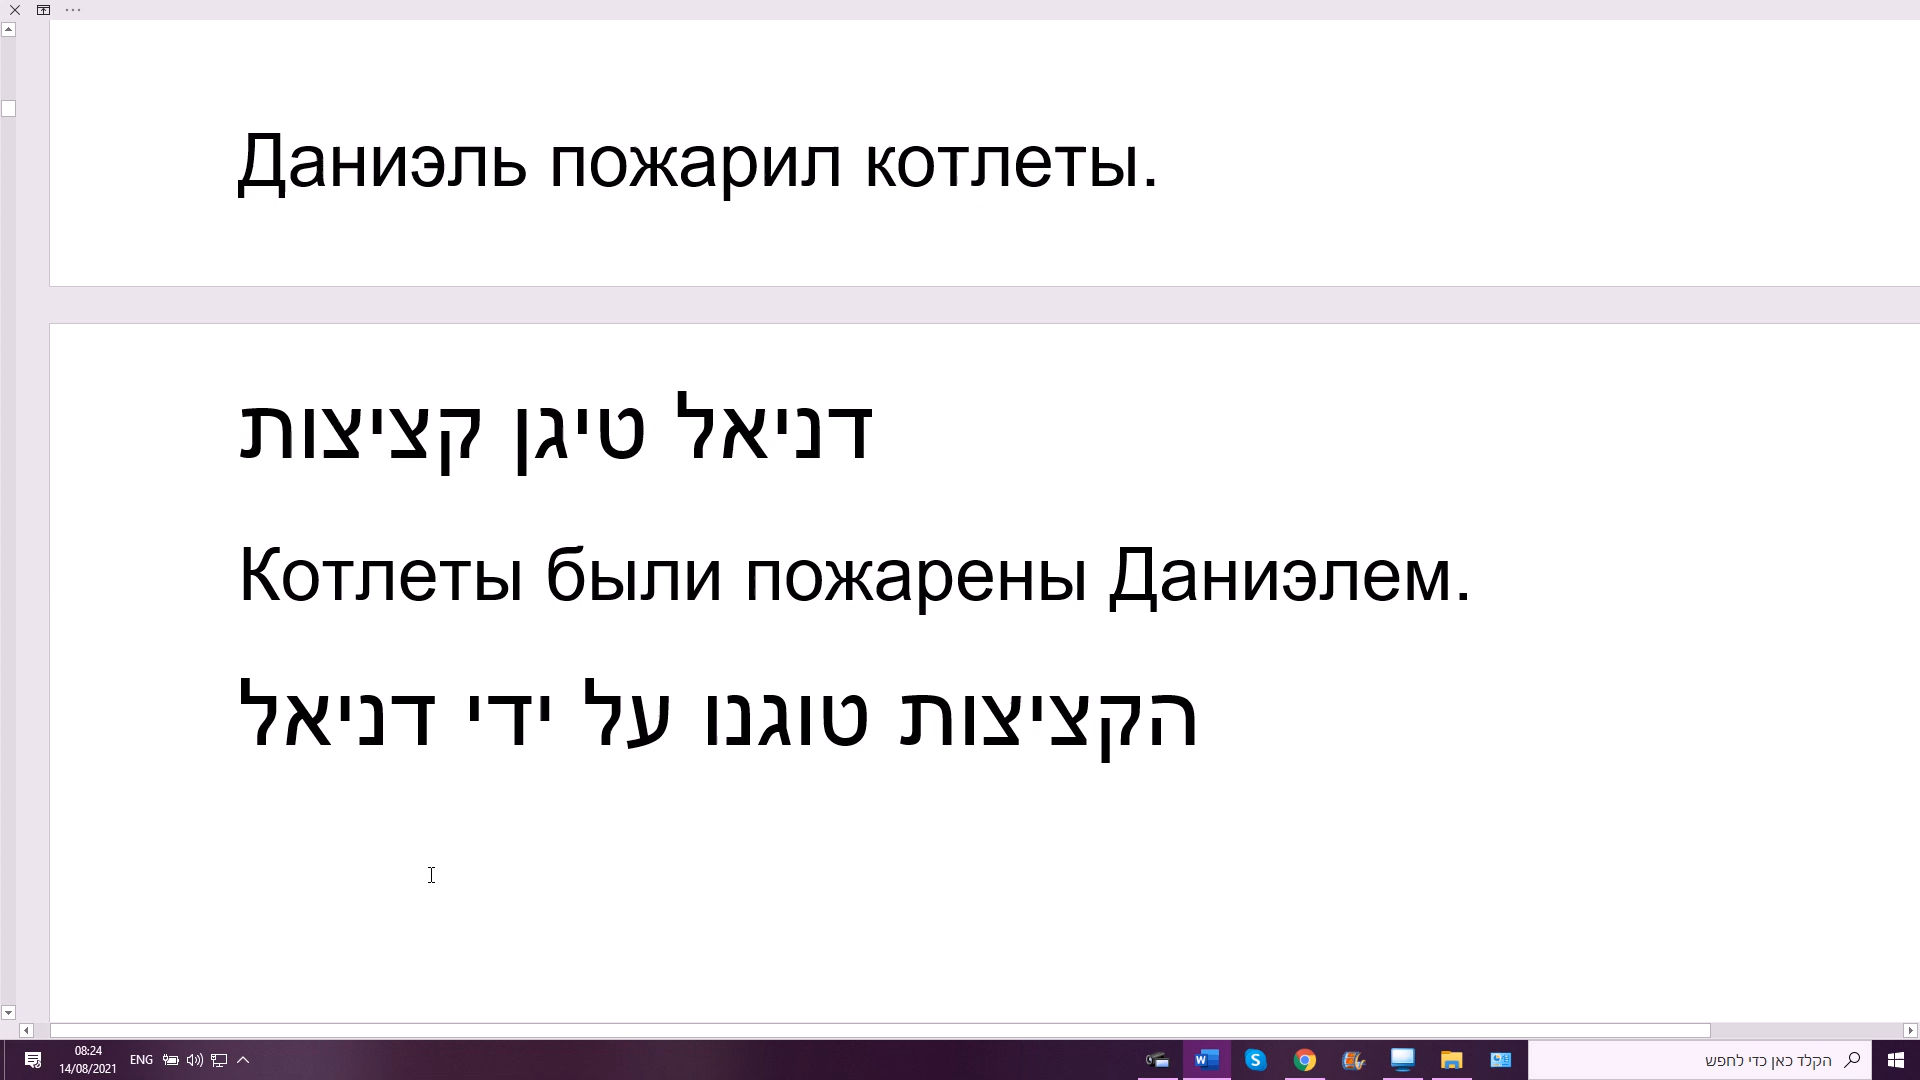 Даниэль пожарил котлеты.
דניאל טיגן קציצות
Котлеты были пожарены Даниэлем.
הקציצות טוגנו על ידי דניאל
08:24
14/08/2021
ENG
הקלד כאן כדי לחפש